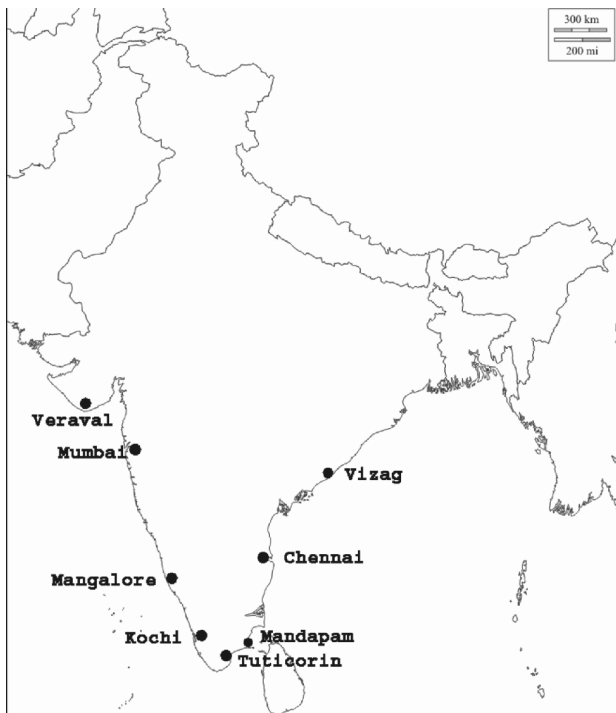 300 km
200 mi
Veraval
Mumbai
Vizag
Chennai
Mangalore
Kochi
Mandapam
Tuticorin